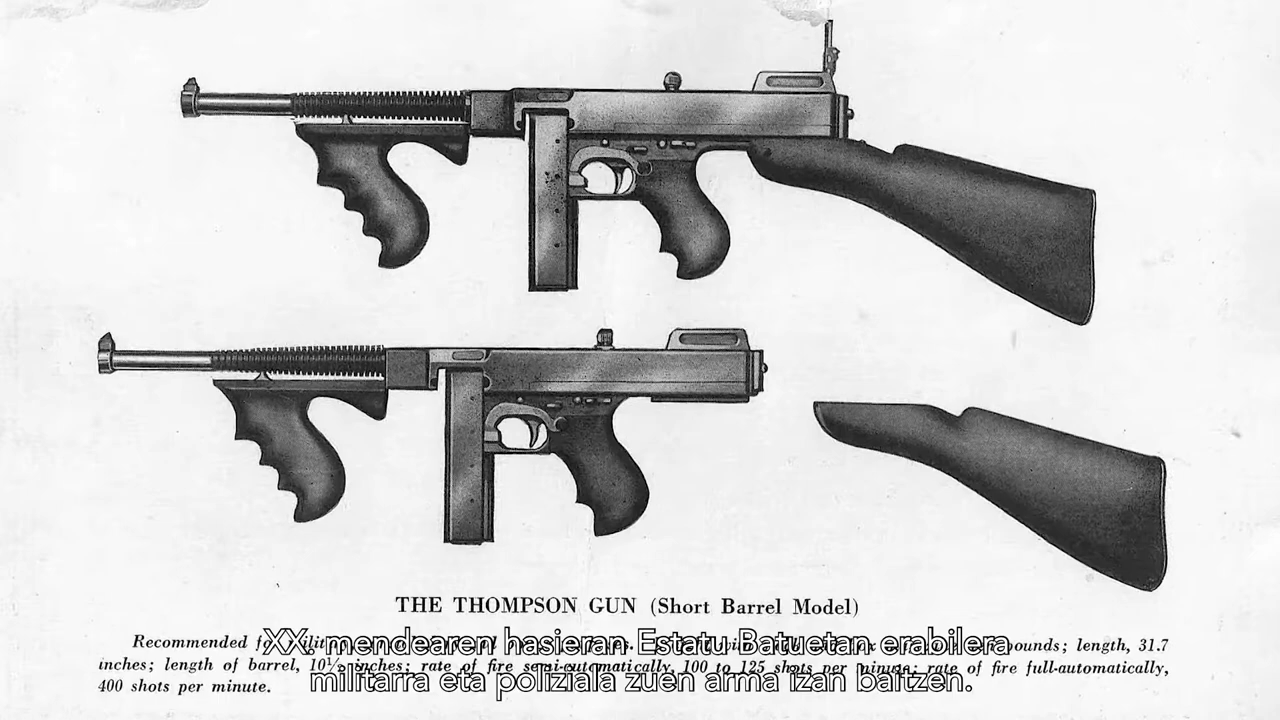 THE THOMPSON GUN (Short Barrel Model)
Recommended pounds; length, 31.7
XX. mendearen hasieran Estatu Batuetan erabilera
inches; length of barrel, 10½ inches; rate of fire semi-automatically, 100 to 125 shots per minute; rate of fire full-automatically,
militarra eta poliziala zuen arma izan baitzen.
400 shots per minute.